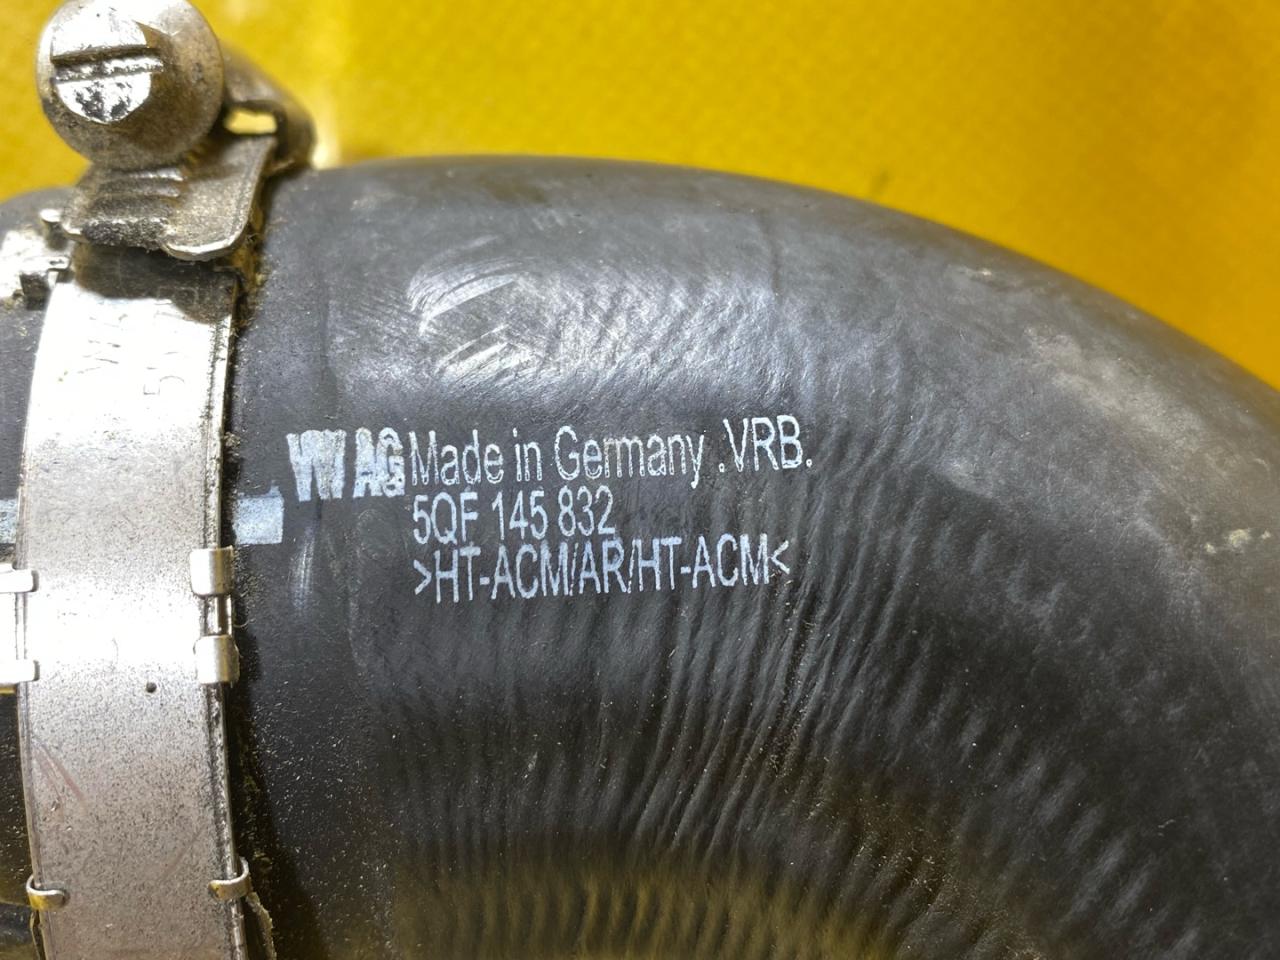 VW AG Made in Germany .VRB.
5QF 145 832
>HT-ACM/AR/HT-ACM<